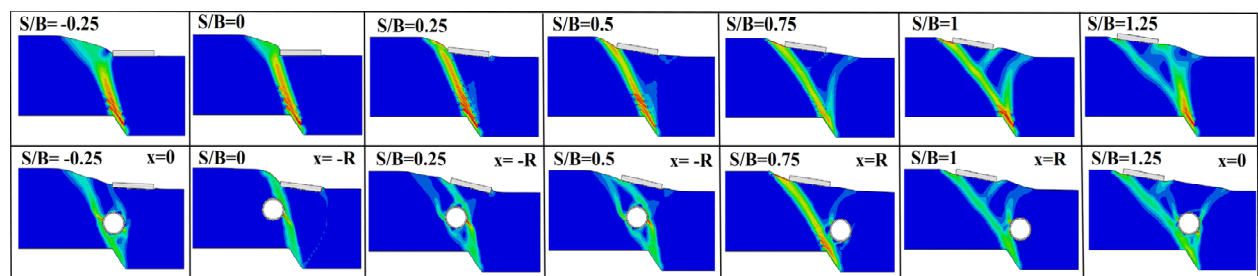 S/B= -0.25
S/B=0
S/B=0.25
S/B=0.5
S/B=0.75
S/B=1
S/B=1.25
S/B= -0.25 x=0
S/B=0 x= -R
S/B=0.25 x= -R
S/B=0.5 x= -R
S/B=0.75 x=R
S/B=1 x=R
S/B=1.25 x=0